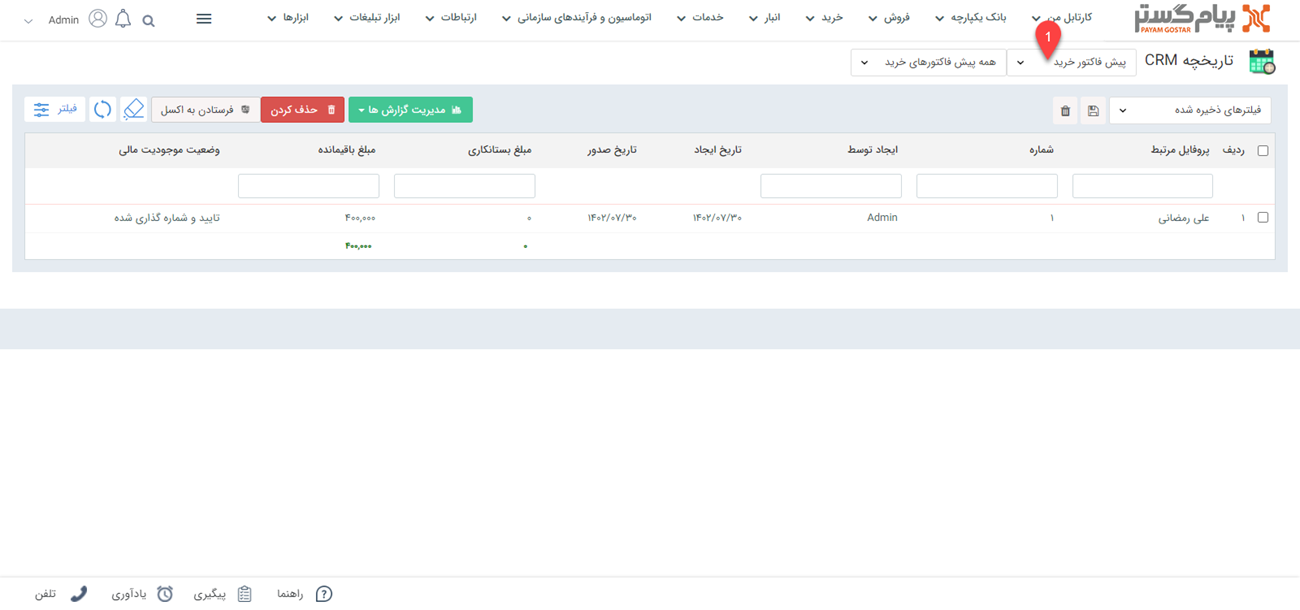 پیام گستر
PAYAM GOSTAR
کارتابل من
بانک یکپارچه
فروش
خرید
انبار
خدمات
اتوماسیون و فرآیندهای سازمانی
ارتباطات
ابزار تبلیغات
ابزارها
Admin
1
تاریخچه CRM
پیش فاکتور خرید
همه پیش فاکتورهای خرید
فیلترهای ذخیره شده
مدیریت گزارش ها
حذف کردن
فرستادن به اکسل
فیلتر
ردیف پروفایل مرتبط شماره ایجاد توسط تاریخ ایجاد تاریخ صدور مبلغ بستانکاری مبلغ باقیمانده وضعیت موجودیت مالی
۱ علی رمضانی ۱ Admin ۱۴۰۲/۰۷/۳۰ ۱۴۰۲/۰۷/۳۰ ۰ ۴۰۰,۰۰۰ تایید و شماره گذاری شده
۰ ۴۰۰,۰۰۰
راهنما
پیگیری
یادآوری
تلفن